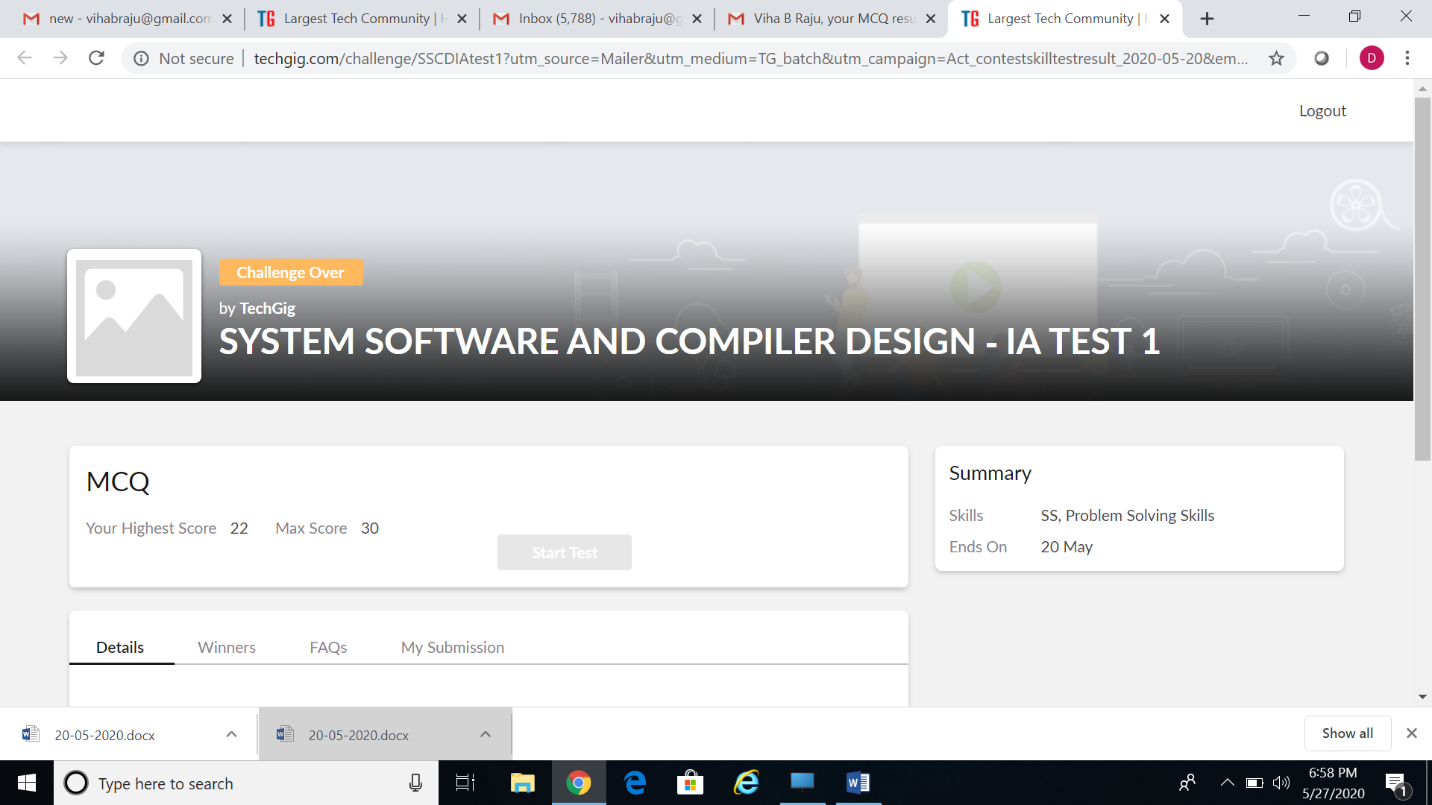 new - vihabraju@gmail.com
TG Largest Tech Community | H
Inbox (5,788) - vihabraju@g
Viha B Raju, your MCQ resu
TG Largest Tech Community | H
Not secure | techgig.com/challenge/SSCDIAtest1?utm_source=Mailer&utm_medium=TG_batch&utm_campaign=Act_contestskilltestresult_2020-05-20&em...
D
Logout
Challenge Over
by TechGig
SYSTEM SOFTWARE AND COMPILER DESIGN - IA TEST 1
MCQ
Your Highest Score 22 Max Score 30
Start Test
Summary
Skills SS, Problem Solving Skills
Ends On 20 May
Details Winners FAQs My Submission
20-05-2020.docx
20-05-2020.docx
Show all
Type here to search
6:58 PM
5/27/2020
1